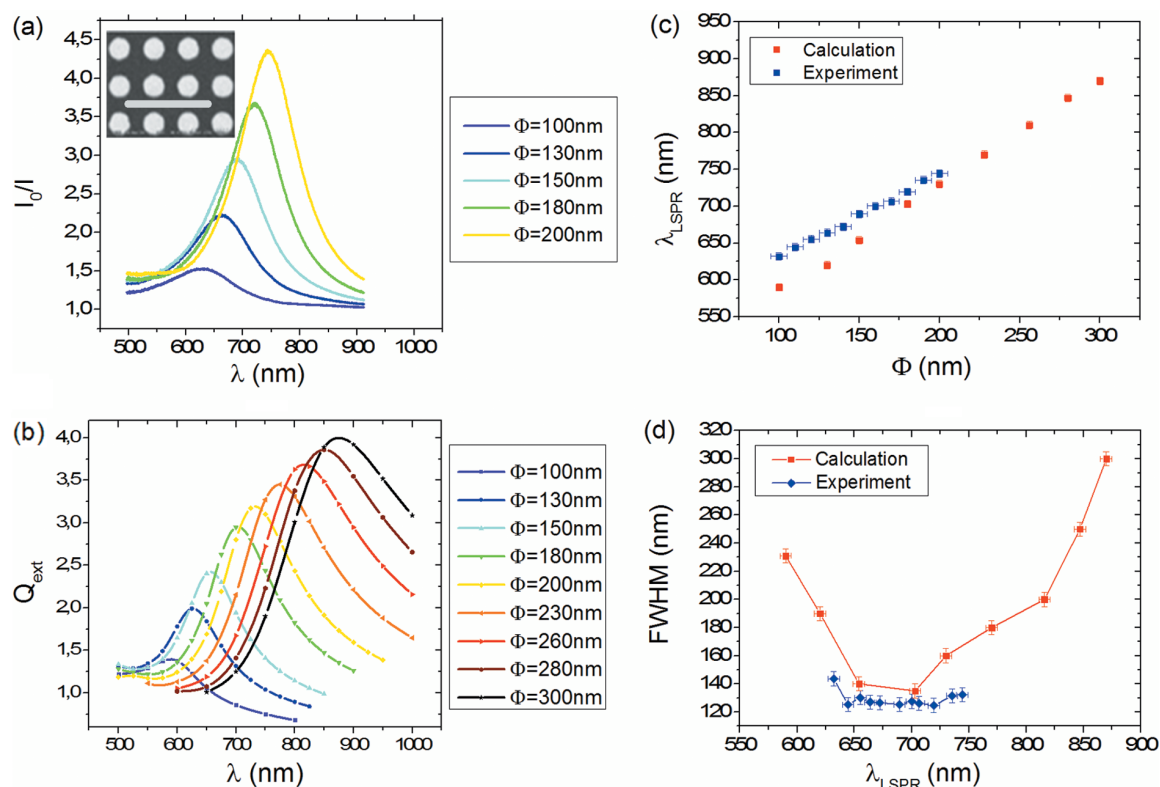 (a)
4,5
4,0
3,5
3,0
2,5
2,0
1,5
1,0
I0/I
500 600 700 800 900 1000
λ (nm)
Φ=100nm
Φ=130nm
Φ=150nm
Φ=180nm
Φ=200nm
(b)
4,0
3,5
3,0
2,5
2,0
1,5
1,0
Qext
500 600 700 800 900 1000
λ (nm)
Φ=100nm
Φ=130nm
Φ=150nm
Φ=180nm
Φ=200nm
Φ=230nm
Φ=260nm
Φ=280nm
Φ=300nm
(c)
950
900
850
800
750
700
650
600
550
λLSPR (nm)
Calculation
Experiment
100 150 200 250 300
Φ (nm)
(d)
320
300
280
260
240
220
200
180
160
140
120
FWHM (nm)
Calculation
Experiment
550 600 650 700 750 800 850 900
λLSPR (nm)